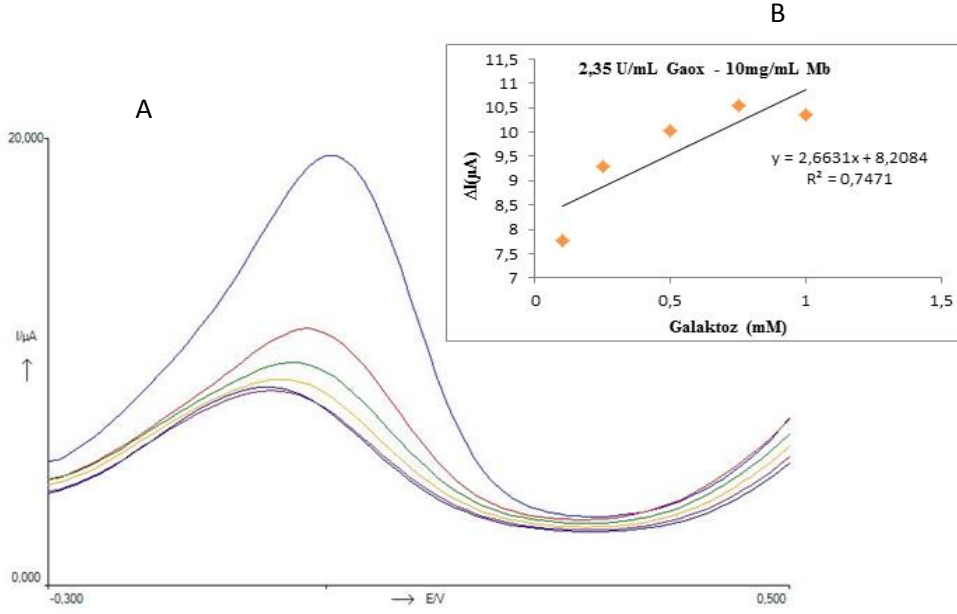 B
A
20,000
I/µA
0.000
-0.300
E/V
0.500
2,35 U/mL Gaox - 10mg/mL Mb
11,5
11
10,5
10
9,5
9
8,5
8
7,5
7
ΔI(µA)
y = 2,6631x + 8,2084
R² = 0,7471
0
0,5
1
1,5
Galaktoz (mM)